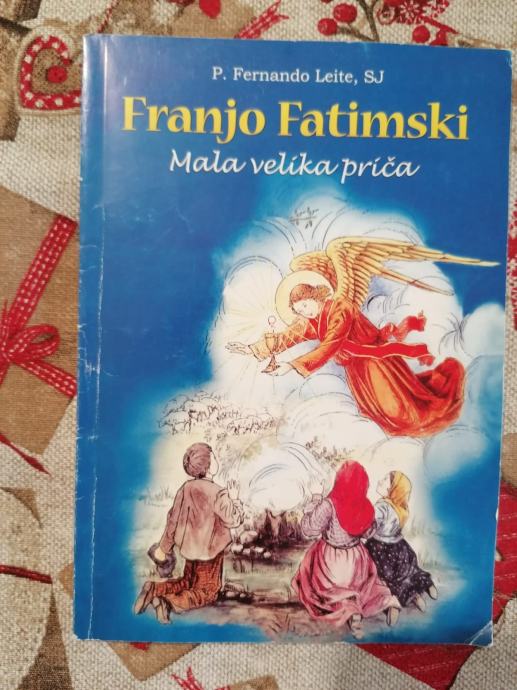 P. Fernando Leite, SJ
Franjo Fatimski
Mala velika priča